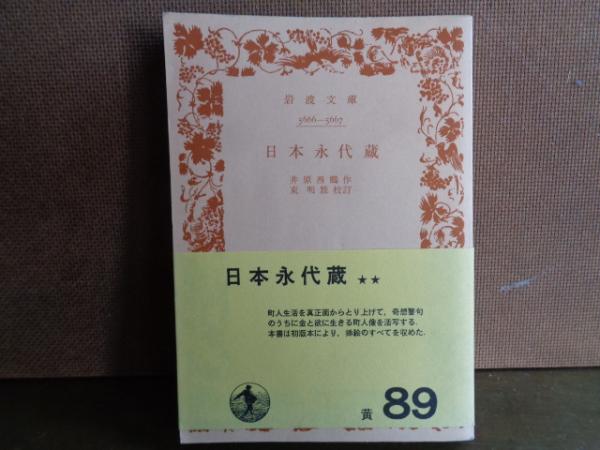 岩波文庫
5666—5667
日本永代蔵
井原西鶴作
東明雅校訂
日本永代蔵 ★★
町人生活を真正面からとり上げて，奇想警句
のうちに金と欲に生きる町人像を活写する．
本書は初版本により，挿絵のすべてを収めた．
黄 89